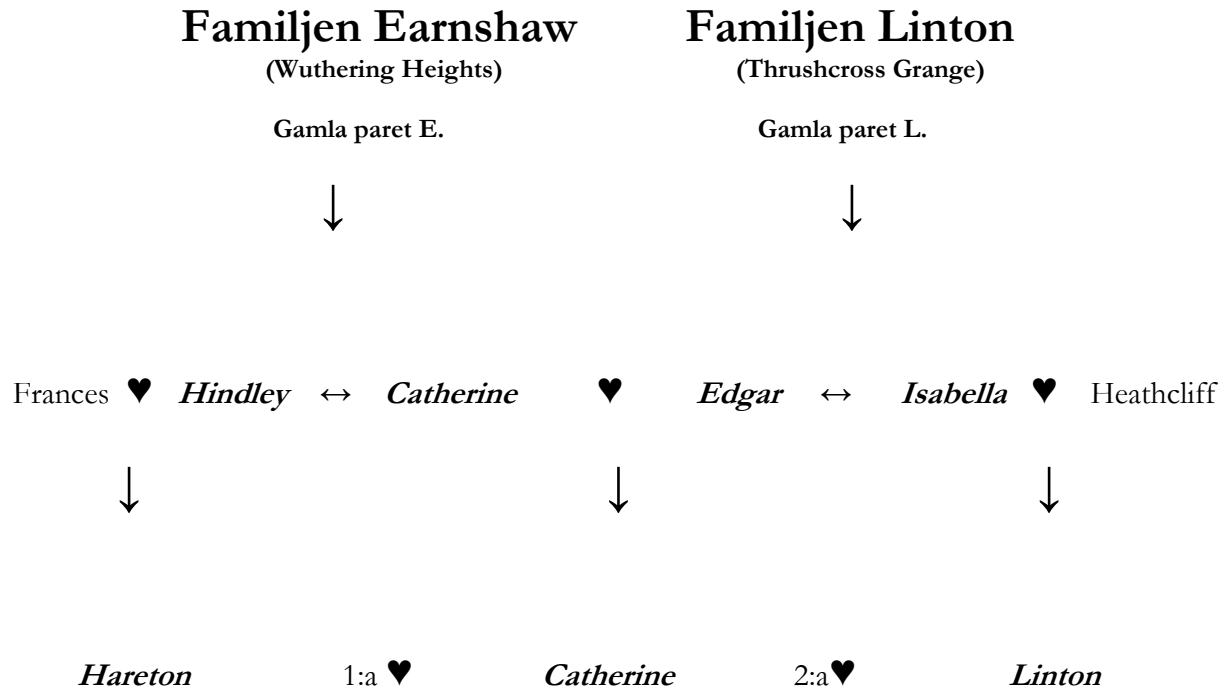 Familjen Earnshaw Familjen Linton
(Wuthering Heights) (Thrushcross Grange)
Gamla paret E. Gamla paret L.
↓ ↓
Frances ♥ Hindley ↔ Catherine ♥ Edgar ↔ Isabella ♥ Heathcliff
↓ ↓ ↓
Hareton 1:a ♥ Catherine 2:a♥ Linton